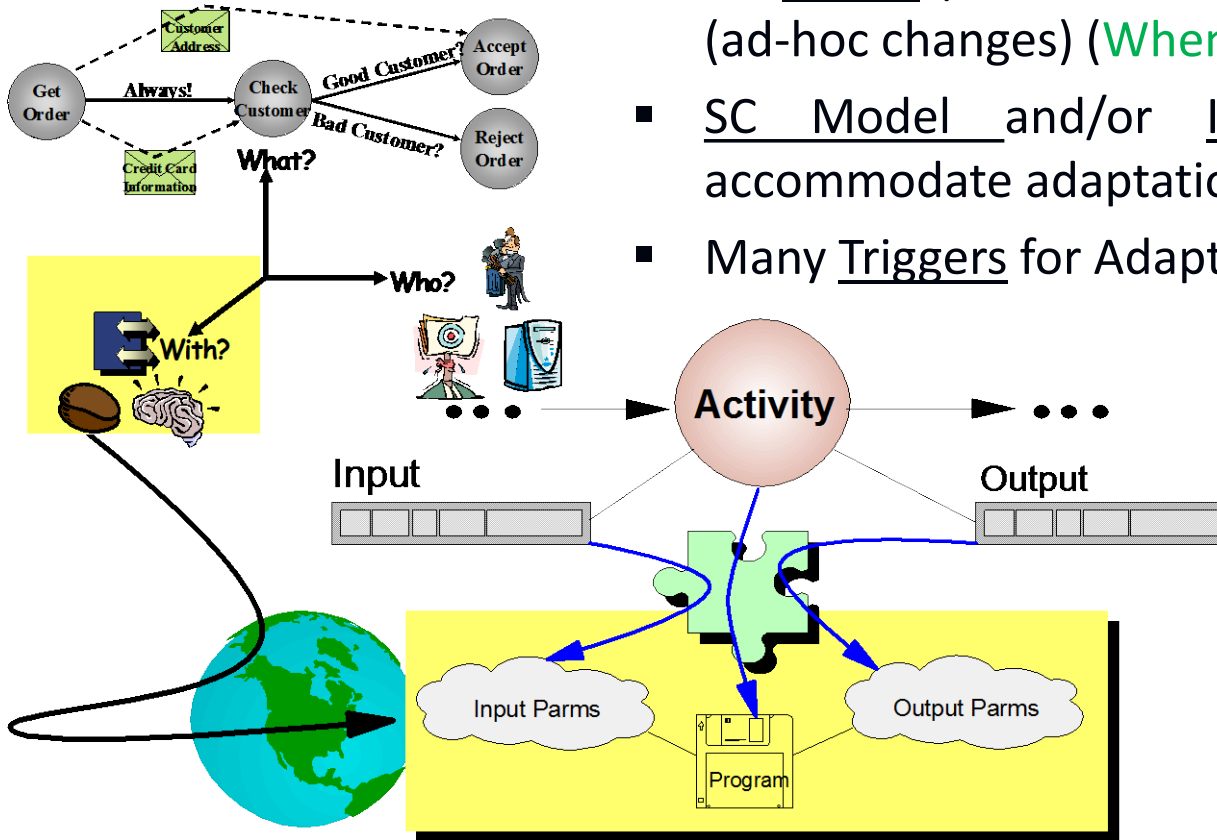 Customer
Address
Get
Order
Always!
Check
Customer
Good Customer?
Bad Customer?
Accept
Order
Reject
Order
Credit Card
Information
What?
Who?
With?
(ad-hoc changes) (Wher
▪ SC Model and/or I
accommodate adaptatio
▪ Many Triggers for Adapt
Activity
Input
Output
Input Parms
Output Parms
Program